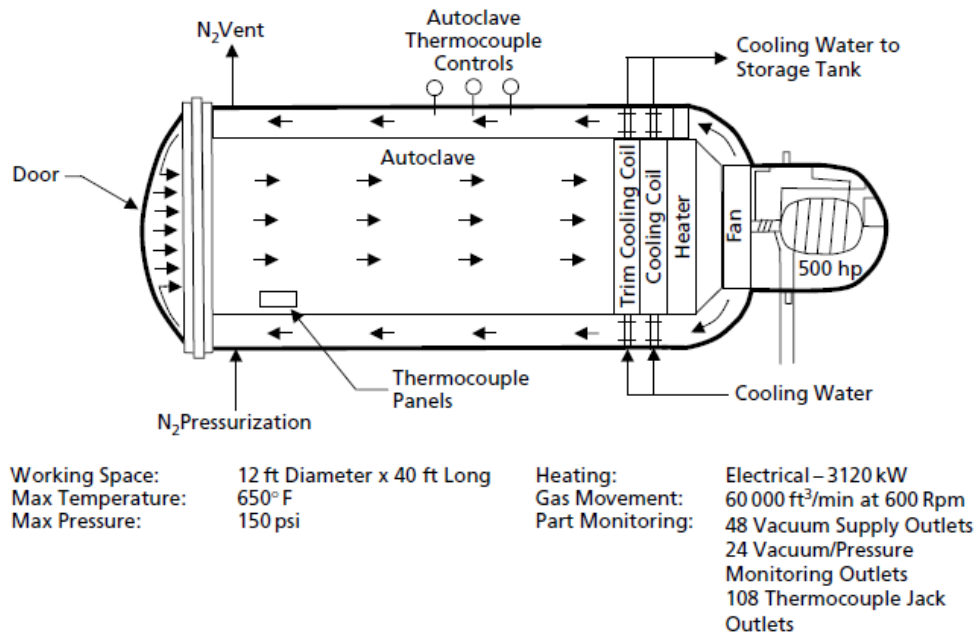 N₂Vent
Autoclave
Thermocouple
Controls
Cooling Water to
Storage Tank
Door
Autoclave
Trim Cooling Coil
Cooling Coil
Heater
Fan
500 hp
Thermocouple
Panels
Cooling Water
N₂Pressurization
Working Space: 12 ft Diameter x 40 ft Long
Max Temperature: 650° F
Max Pressure: 150 psi
Heating: Electrical – 3120 kW
Gas Movement: 60 000 ft³/min at 600 Rpm
Part Monitoring: 48 Vacuum Supply Outlets
24 Vacuum/Pressure
Monitoring Outlets
108 Thermocouple Jack
Outlets